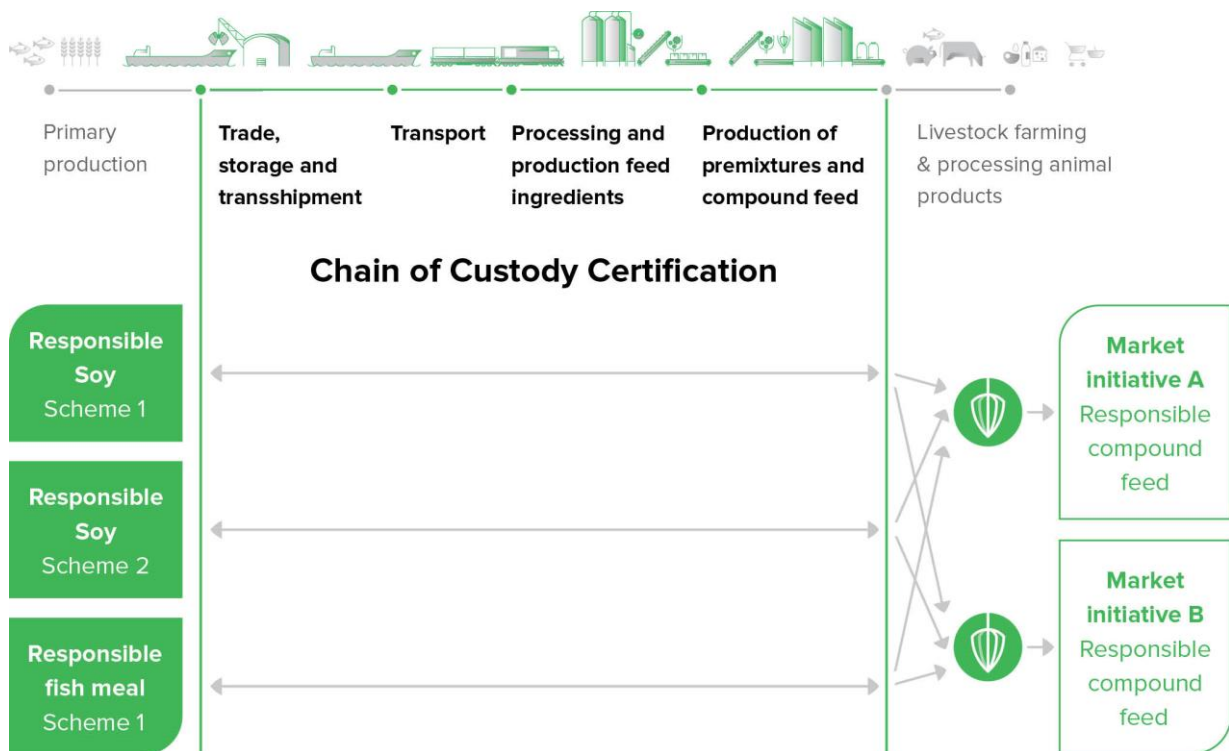 Primary
production
Trade,
storage and
transshipment
Transport
Processing and
production feed
ingredients
Production of
premixtures and
compound feed
Livestock farming
& processing animal
products
Chain of Custody Certification
Responsible
Soy
Scheme 1
Responsible
Soy
Scheme 2
Responsible
fish meal
Scheme 1
Market
initiative A
Responsible
compound
feed
Market
initiative B
Responsible
compound
feed